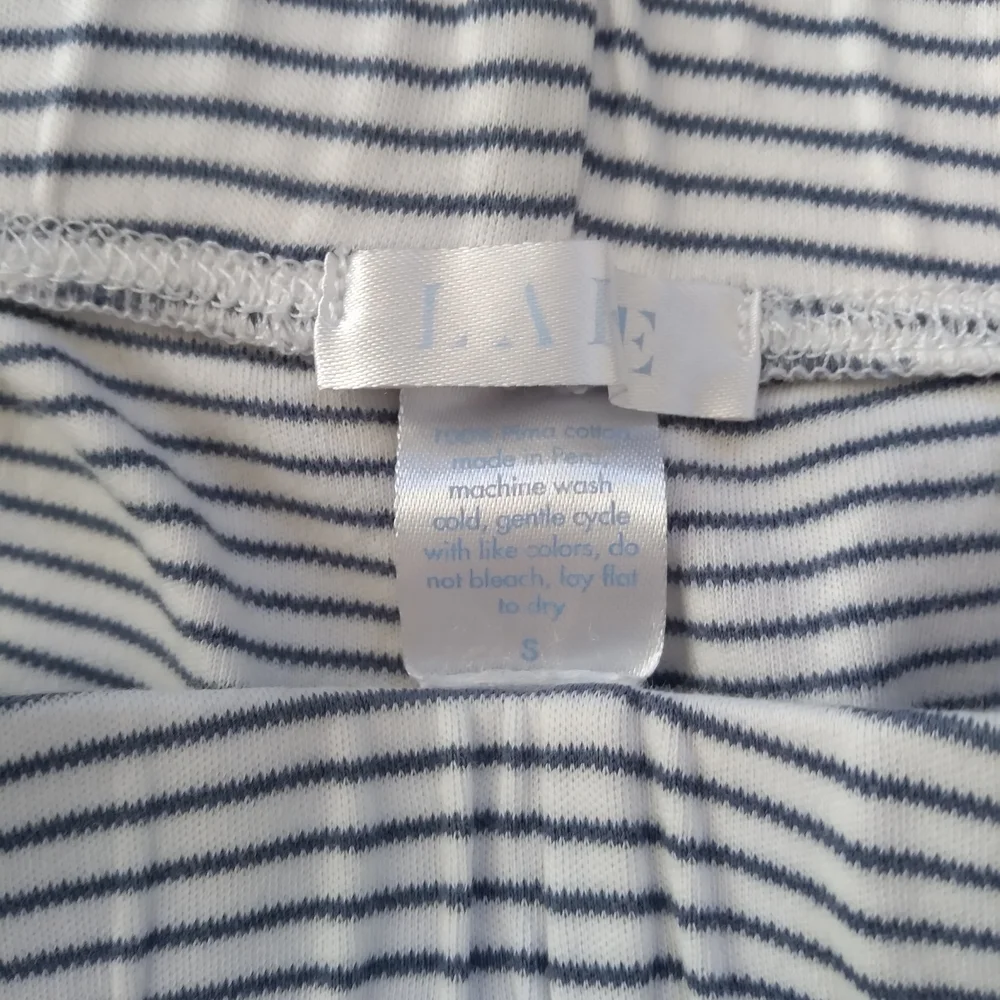 LAKE
pima cotton,
made in Peru,
machine wash
cold, gentle cycle
with like colors, do
not bleach, lay flat
to dry
S